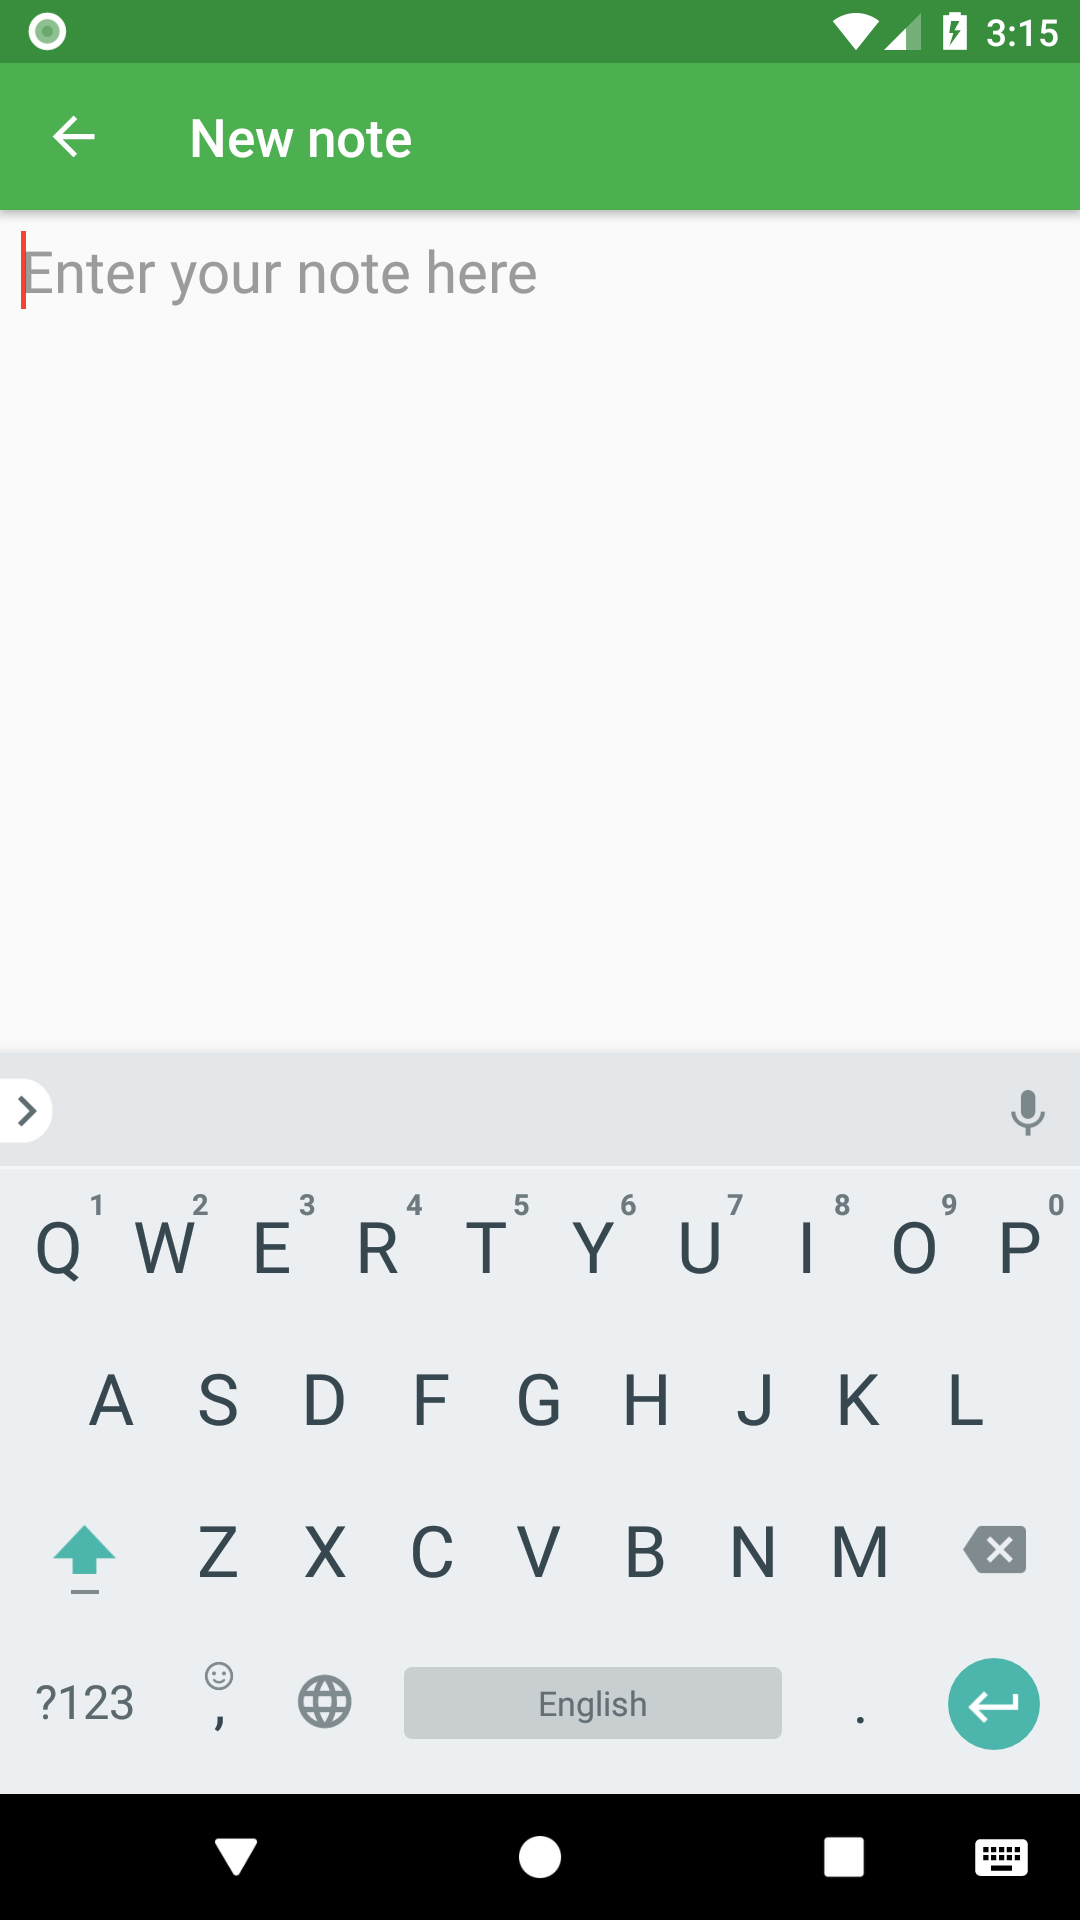 3:15
New note
Enter your note here
1 2 3 4 5 6 7 8 9 0
Q W E R T Y U I O P
A S D F G H J K L
Z X C V B N M
?123 , English .